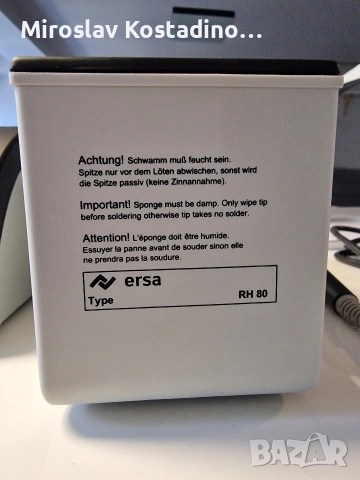 Miroslav Kostadino...
Achtung! Schwamm muß feucht sein.
Spitze nur vor dem Löten abwischen, sonst wird
die Spitze passiv (keine Zinnannahme).
Important! Sponge must be damp. Only wipe tip
before soldering otherwise tip takes no solder.
Attention! L'éponge doit être humide.
Essuyer la panne avant de souder sinon elle
ne prendra pas la soudure.
ersa
Type RH 80
BAZAR
bg